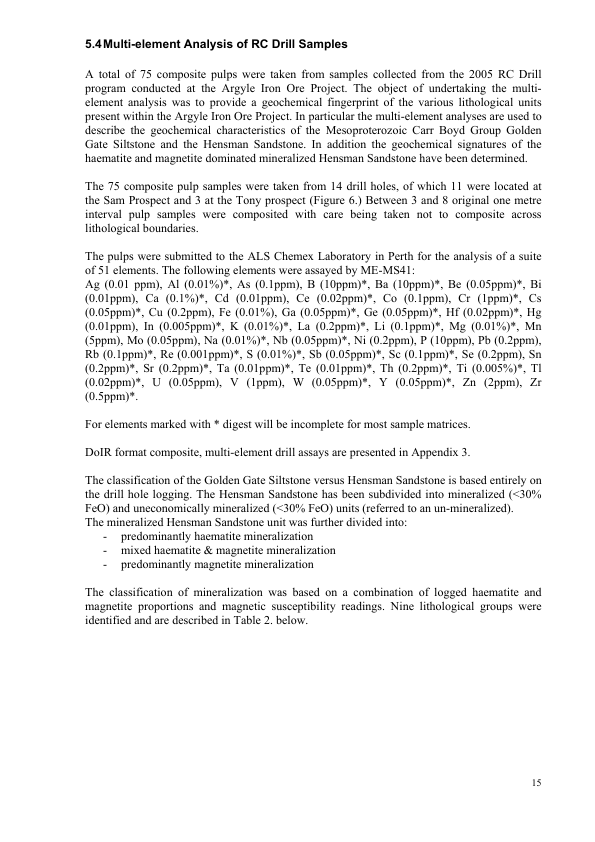 5.4 Multi-element Analysis of RC Drill Samples
A total of 75 composite pulps were taken from samples collected from the 2005 RC Drill
program conducted at the Argyle Iron Ore Project. The object of undertaking the multi-
element analysis was to provide a geochemical fingerprint of the various lithological units
present within the Argyle Iron Ore Project. In particular the multi-element analyses are used to
describe the geochemical characteristics of the Mesoproterozoic Carr Boyd Group Golden
Gate Siltstone and the Hensman Sandstone. In addition the geochemical signatures of the
haematite and magnetite dominated mineralized Hensman Sandstone have been determined.
The 75 composite pulp samples were taken from 14 drill holes, of which 11 were located at
the Sam Prospect and 3 at the Tony prospect (Figure 6.) Between 3 and 8 original one metre
interval pulp samples were composited with care being taken not to composite across
lithological boundaries.
The pulps were submitted to the ALS Chemex Laboratory in Perth for the analysis of a suite
of 51 elements. The following elements were assayed by ME-MS41:
Ag (0.01 ppm), Al (0.01%)*, As (0.1ppm), B (10ppm)*, Ba (10ppm)*, Be (0.05ppm)*, Bi
(0.01ppm), Ca (0.1%)*, Cd (0.01ppm), Ce (0.02ppm)*, Co (0.1ppm), Cr (1ppm)*, Cs
(0.05ppm)*, Cu (0.2ppm), Fe (0.01%), Ga (0.05ppm)*, Ge (0.05ppm)*, Hf (0.02ppm)*, Hg
(0.01ppm), In (0.005ppm)*, K (0.01%)*, La (0.2ppm)*, Li (0.1ppm)*, Mg (0.01%)*, Mn
(5ppm), Mo (0.05ppm), Na (0.01%)*, Nb (0.05ppm)*, Ni (0.2ppm), P (10ppm), Pb (0.2ppm),
Rb (0.1ppm)*, Re (0.001ppm)*, S (0.01%)*, Sb (0.05ppm)*, Sc (0.1ppm)*, Se (0.2ppm), Sn
(0.2ppm)*, Sr (0.2ppm)*, Ta (0.01ppm)*, Te (0.01ppm)*, Th (0.2ppm)*, Ti (0.005%)*, Tl
(0.02ppm)*, U (0.05ppm), V (1ppm), W (0.05ppm)*, Y (0.05ppm)*, Zn (2ppm), Zr
(0.5ppm)*.
For elements marked with * digest will be incomplete for most sample matrices.
DoIR format composite, multi-element drill assays are presented in Appendix 3.
The classification of the Golden Gate Siltstone versus Hensman Sandstone is based entirely on
the drill hole logging. The Hensman Sandstone has been subdivided into mineralized (<30%
FeO) and uneconomically mineralized (<30% FeO) units (referred to an un-mineralized).
The mineralized Hensman Sandstone unit was further divided into:
- predominantly haematite mineralization
- mixed haematite & magnetite mineralization
- predominantly magnetite mineralization
The classification of mineralization was based on a combination of logged haematite and
magnetite proportions and magnetic susceptibility readings. Nine lithological groups were
identified and are described in Table 2. below.
15